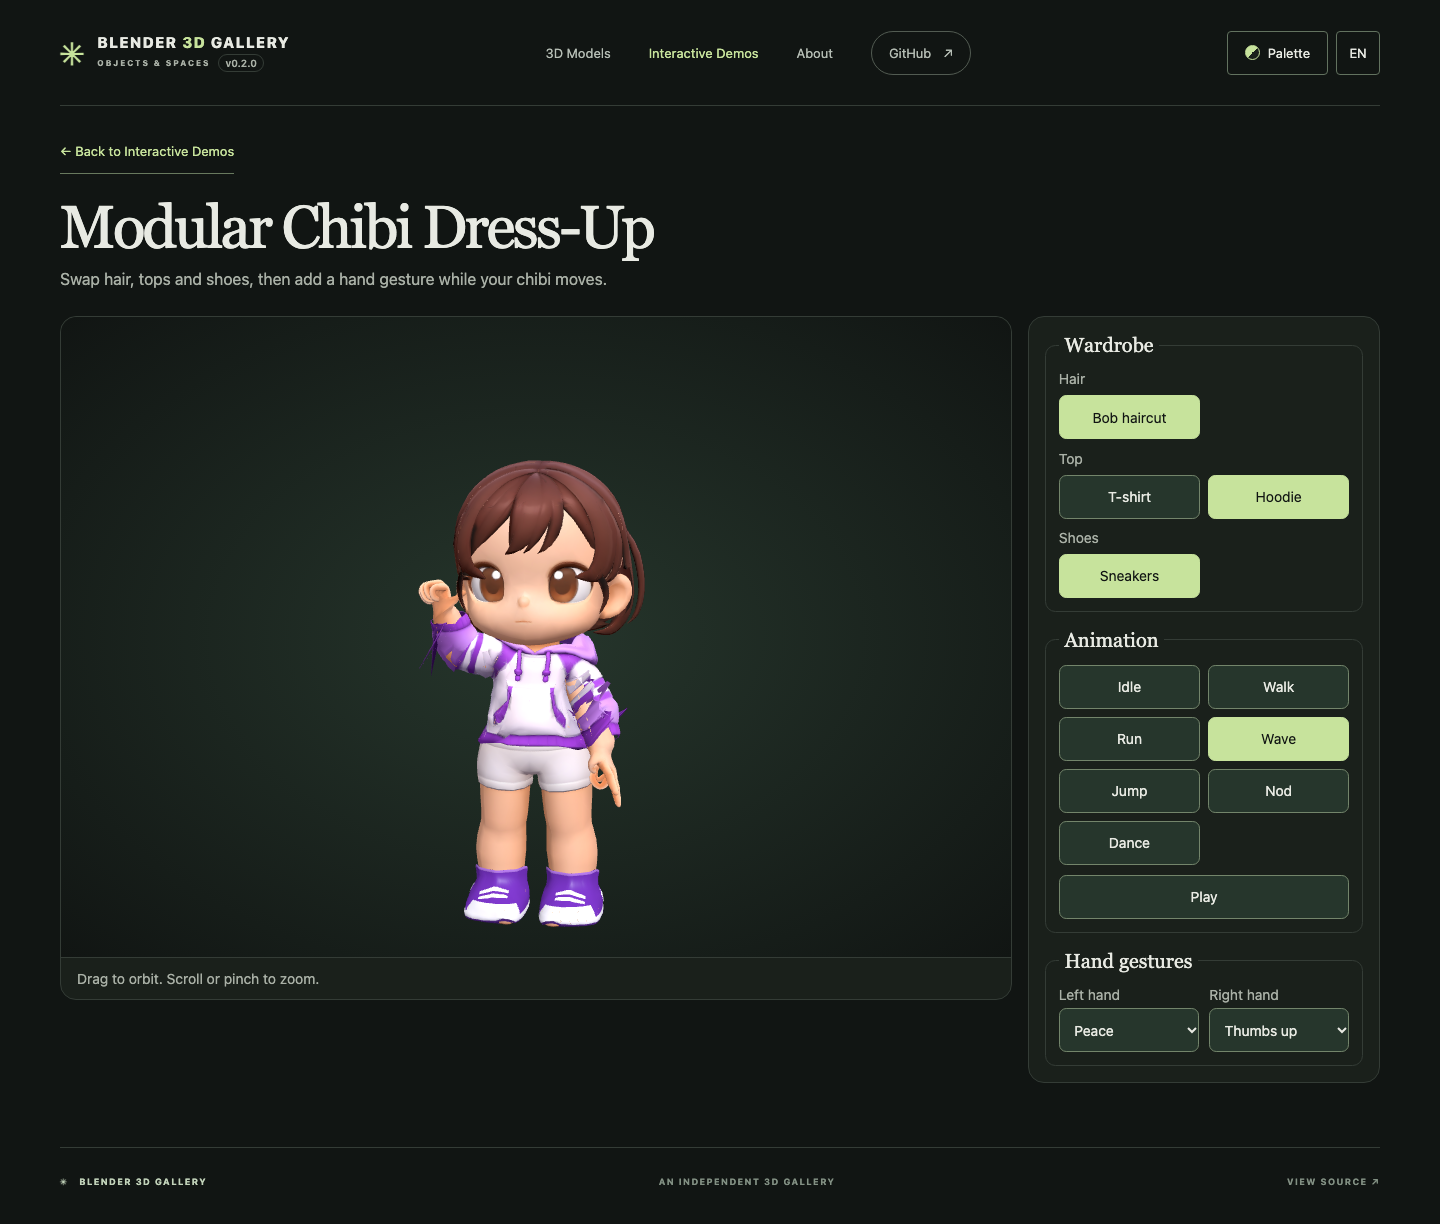 BLENDER 3D GALLERY
OBJECTS & SPACES v0.2.0
3D Models
Interactive Demos
About
GitHub ↗
Palette
EN
← Back to Interactive Demos
Modular Chibi Dress-Up
Swap hair, tops and shoes, then add a hand gesture while your chibi moves.
Drag to orbit. Scroll or pinch to zoom.
Wardrobe
Hair
Bob haircut
Top
T-shirt
Hoodie
Shoes
Sneakers
Animation
Idle
Walk
Run
Wave
Jump
Nod
Dance
Play
Hand gestures
Left hand
Right hand
Peace
Thumbs up
BLENDER 3D GALLERY
AN INDEPENDENT 3D GALLERY
VIEW SOURCE ↗